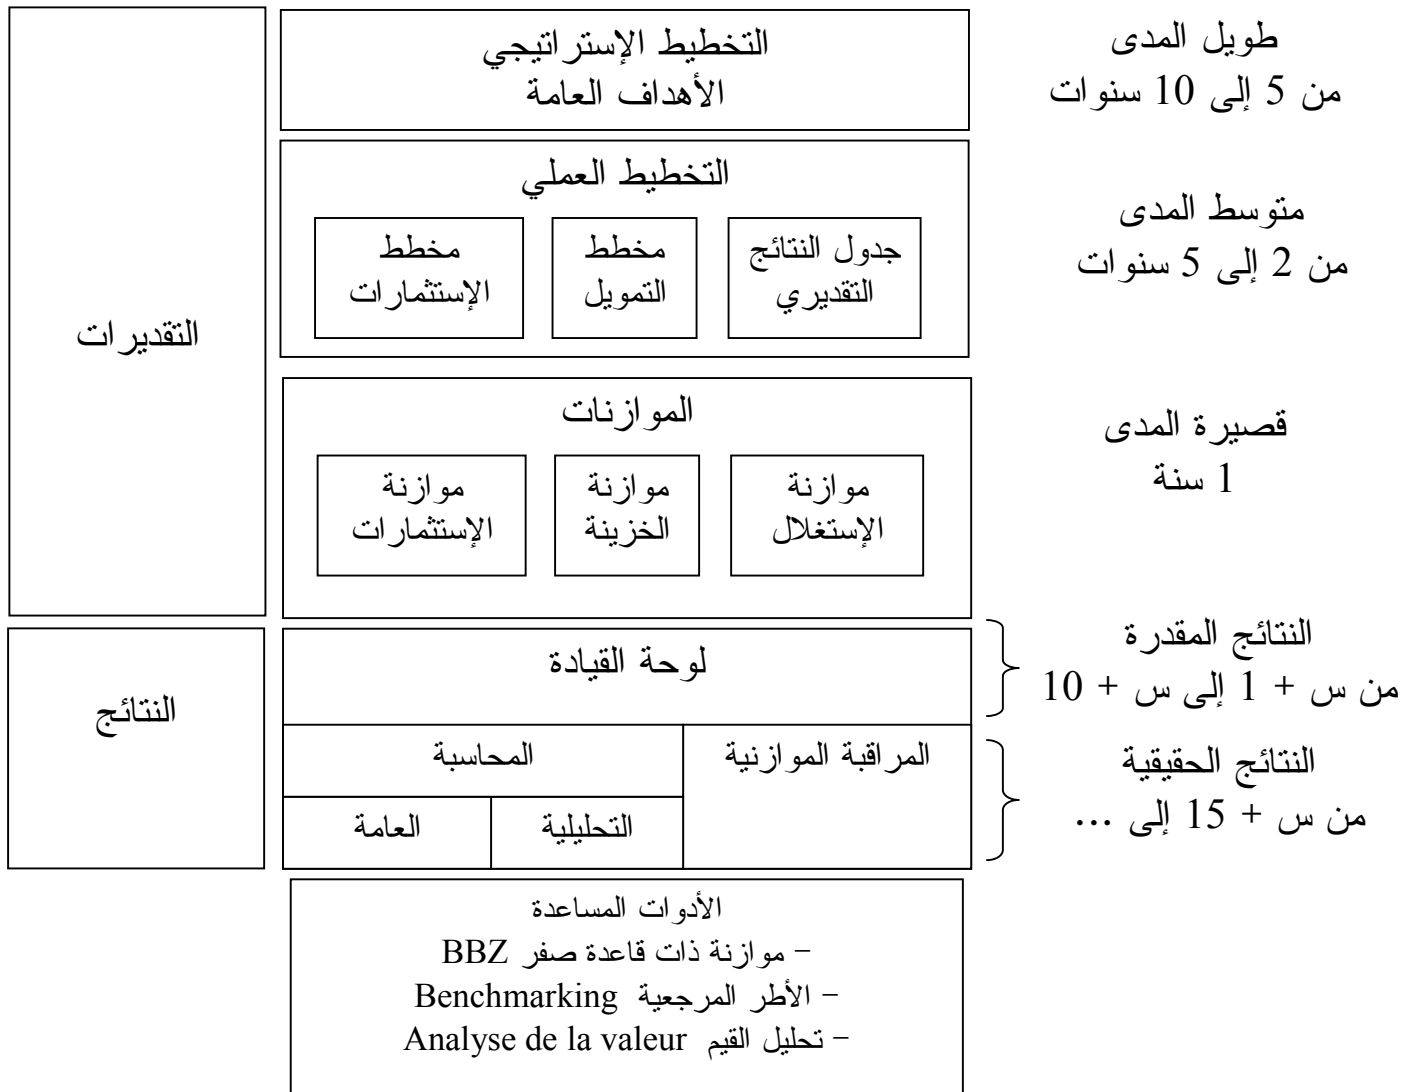 التقديرات
التخطيط الإستراتيجي
الأهداف العامة
طويل المدى
من 5 إلى 10 سنوات
التخطيط العملي
جدول النتائج
التقديري
مخطط
التمويل
مخطط
الإستثمارات
متوسط المدى
من 2 إلى 5 سنوات
الموازنات
موازنة
الإستغلال
موازنة
الخزينة
موازنة
الإستثمارات
قصيرة المدى
1 سنة
النتائج
لوحة القيادة
النتائج المقدرة
من س + 1 إلى س + 10
المراقبة الموازنية
المحاسبة
التحليلية
العامة
النتائج الحقيقية
من س + 15 إلى ...
الأدوات المساعدة
- موازنة ذات قاعدة صفر BBZ
- الأطر المرجعية Benchmarking
- تحليل القيم Analyse de la valeur